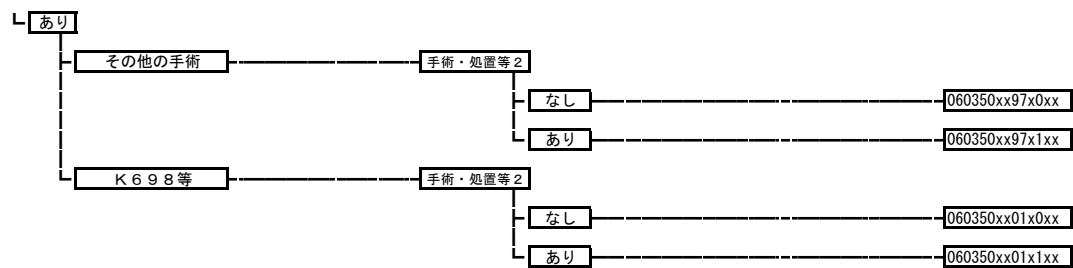 あり
その他の手術 手術・処置等2
なし 060350xx97x0xx
あり 060350xx97x1xx
K698等 手術・処置等2
なし 060350xx01x0xx
あり 060350xx01x1xx